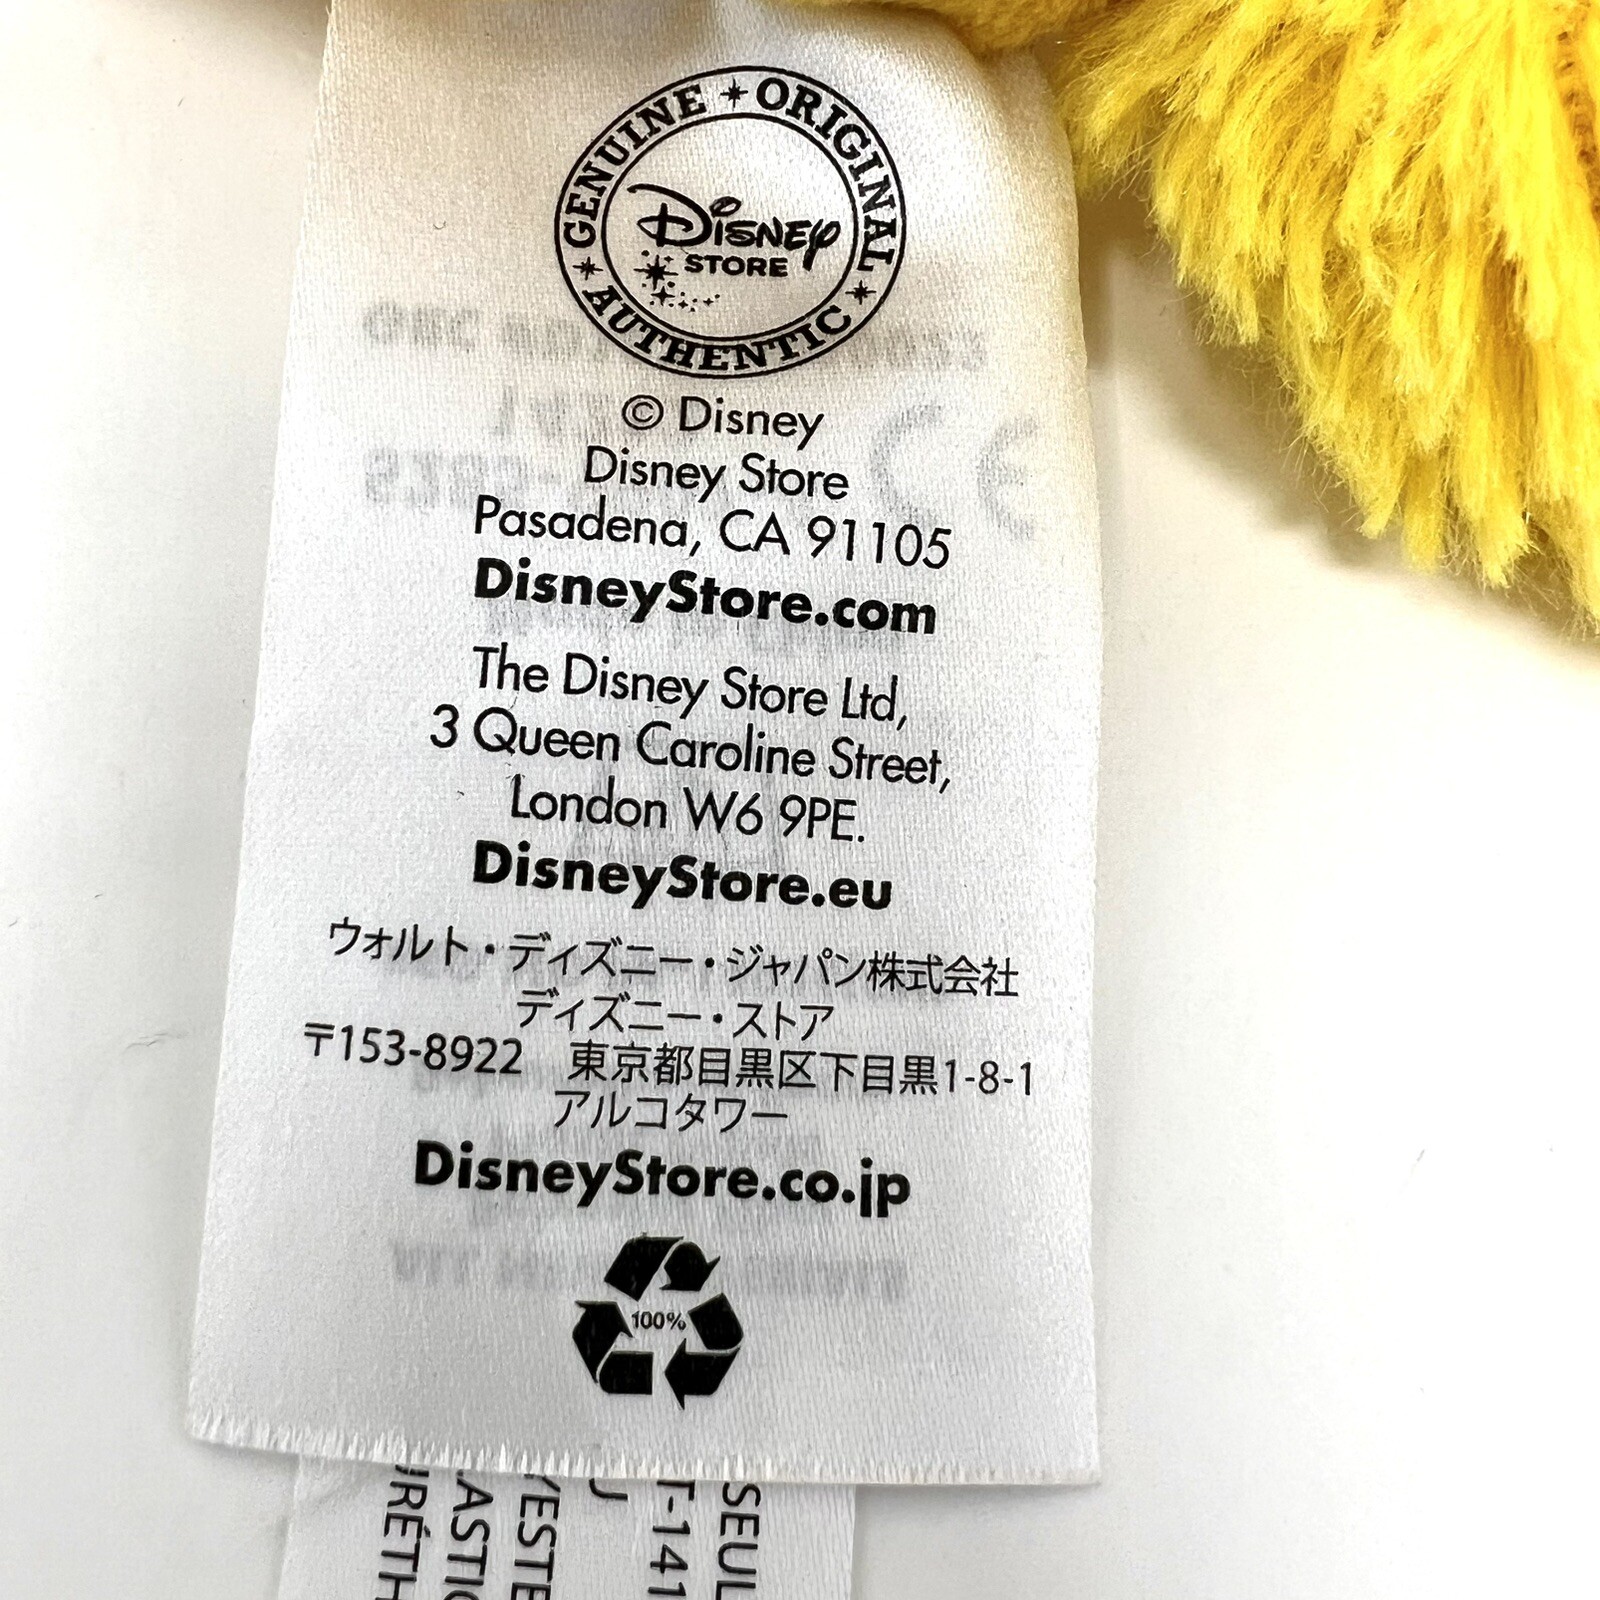 GENUINE ORIGINAL AUTHENTIC
Disney
STORE
© Disney
Disney Store
Pasadena, CA 91105
DisneyStore.com
The Disney Store Ltd,
3 Queen Caroline Street,
London W6 9PE.
DisneyStore.eu
ウォルト・ディズニー・ジャパン株式会社
ディズニー・ストア
〒153-8922 東京都目黒区下目黒1-8-1
アルコタワー
DisneyStore.co.jp
100%